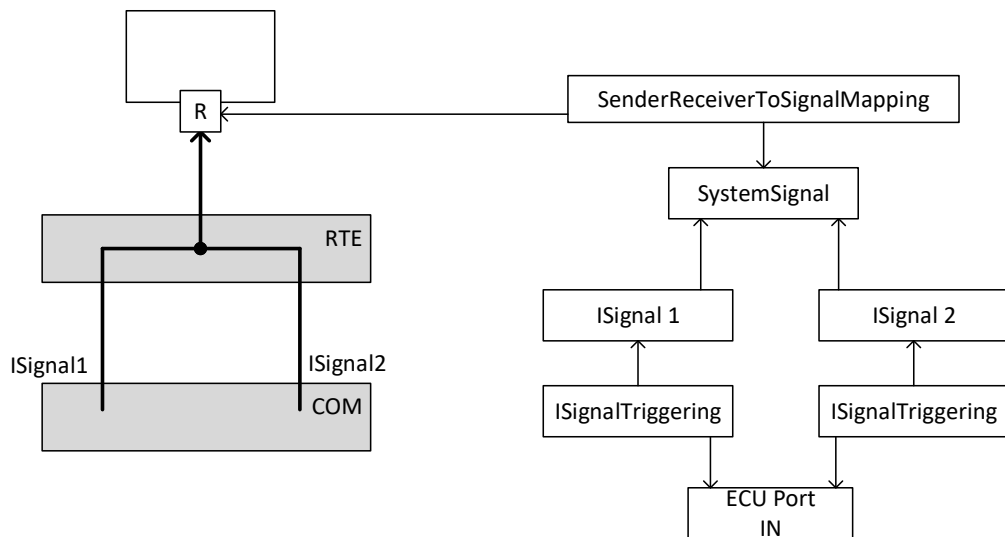 R
SenderReceiverToSignalMapping
SystemSignal
RTE
ISignal 1
ISignal 2
ISignal1
ISignal2
COM
ISignalTriggering
ISignalTriggering
ECU Port
IN